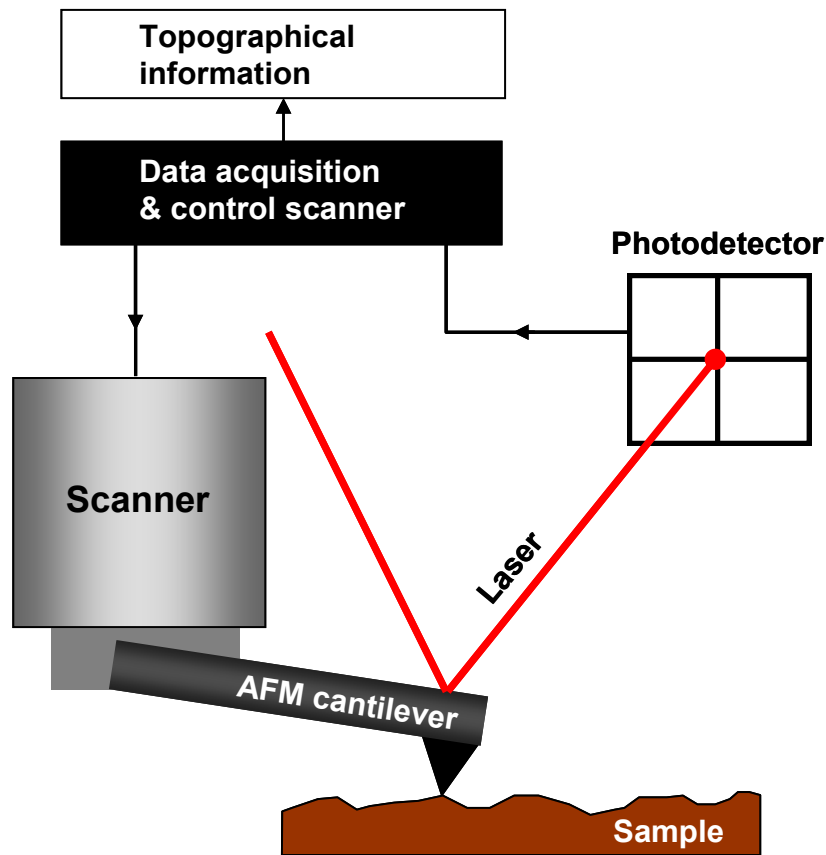 Topographical
information
Data acquisition
& control scanner
Photodetector
Scanner
Laser
AFM cantilever
Sample